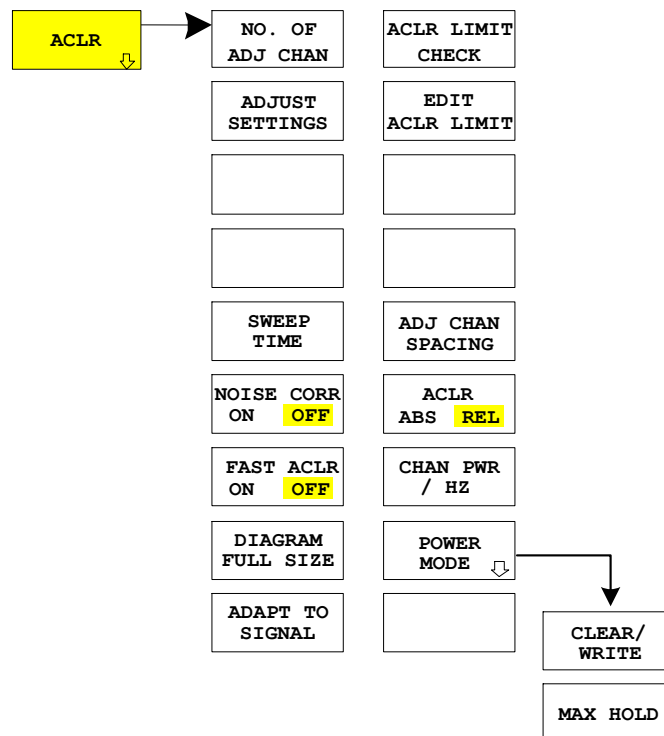 ACLR
NO. OF
ADJ CHAN
ADJUST
SETTINGS
SWEEP
TIME
NOISE CORR
ON OFF
FAST ACLR
ON OFF
DIAGRAM
FULL SIZE
ADAPT TO
SIGNAL
ACLR LIMIT
CHECK
EDIT
ACLR LIMIT
ADJ CHAN
SPACING
ACLR
ABS REL
CHAN PWR
/ HZ
POWER
MODE
CLEAR/
WRITE
MAX HOLD